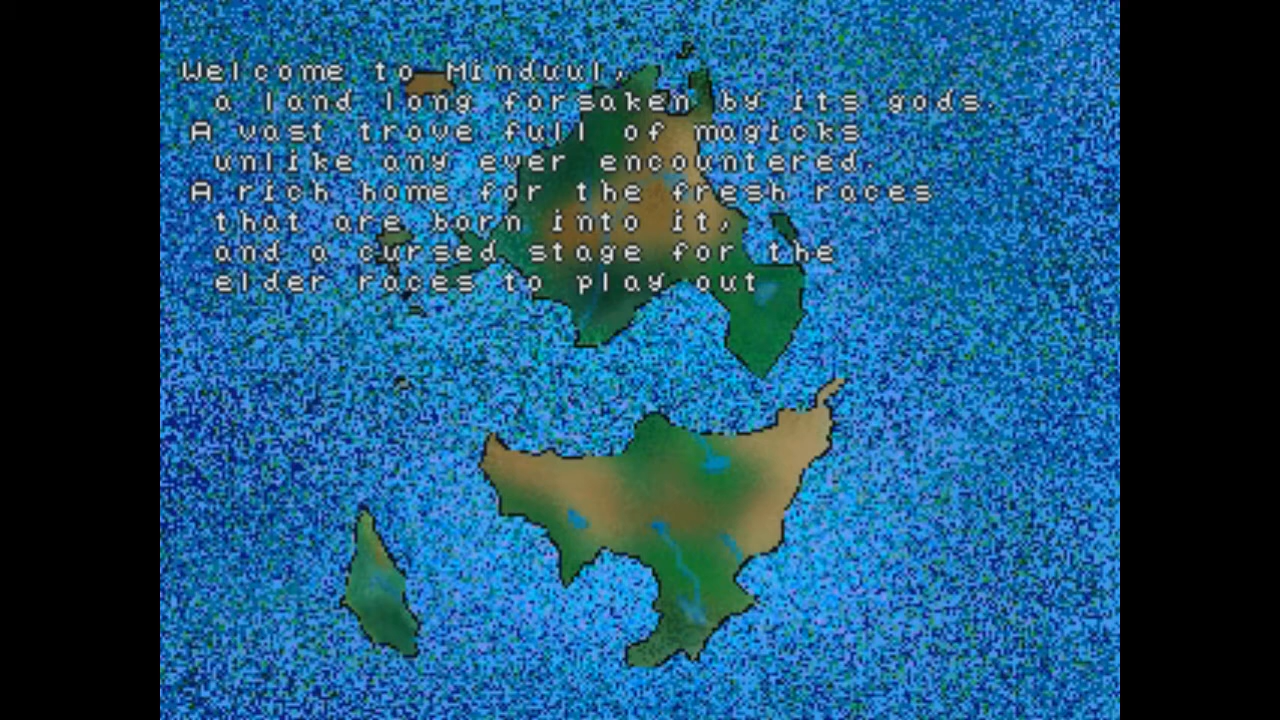 Welcome to Minduul,
a land long forsaken by its gods.
A vast trove full of magicks
unlike any ever encountered.
A rich home for the fresh races
that are born into it,
and a cursed stage for the
elder races to play out